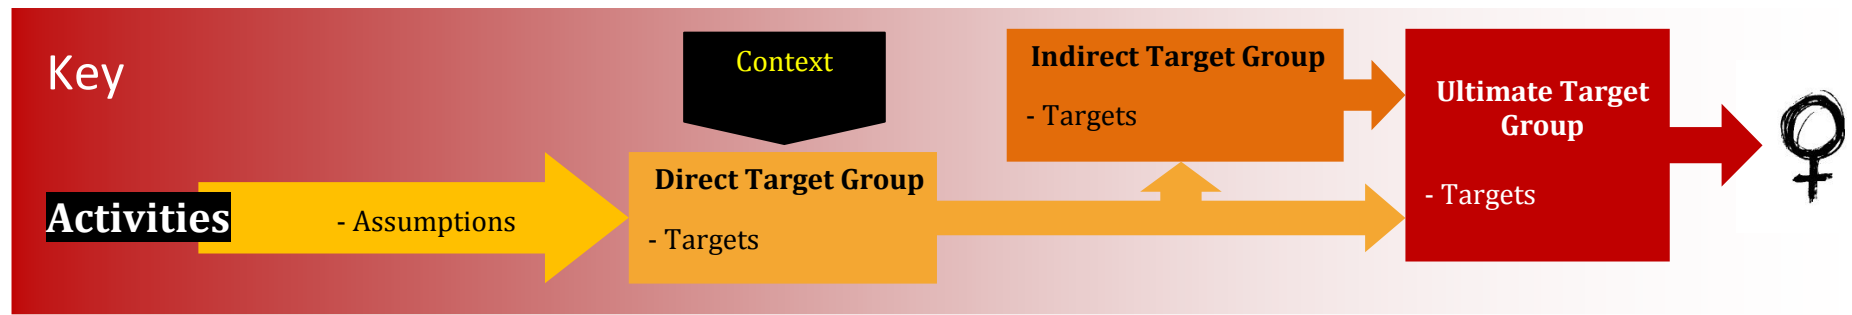 Key
Context
Indirect Target Group
- Targets
Ultimate Target
Group
- Targets
Direct Target Group
- Targets
Activities
- Assumptions